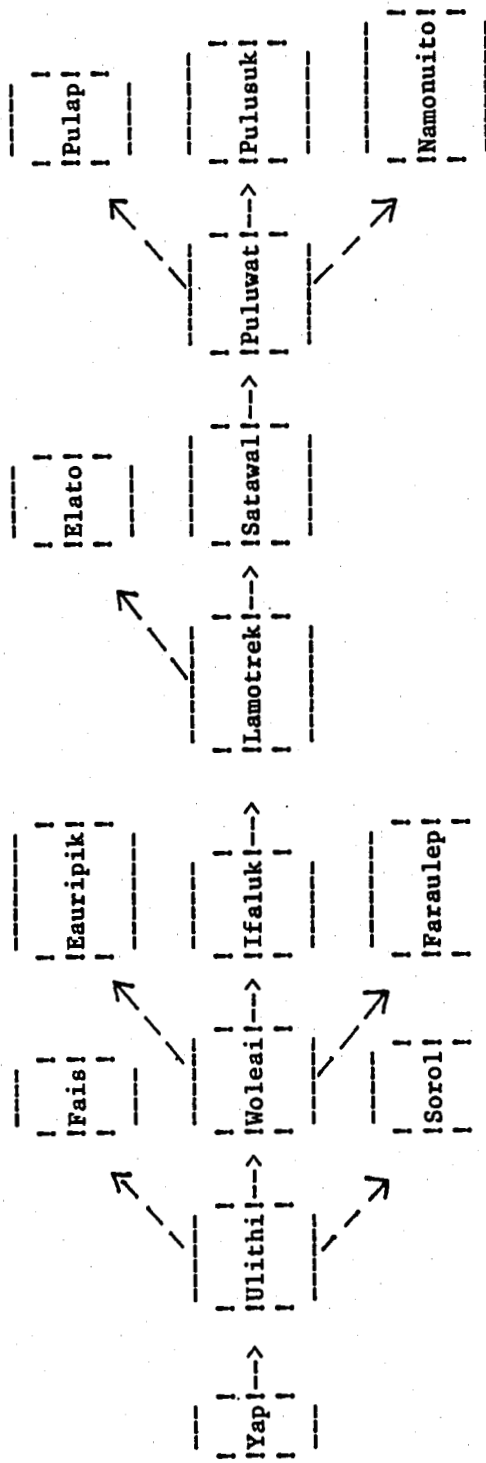 Fais Eauripik Elato Pulap
Yap Ulithi Woleai Ifaluk Lamotrek Satawal Puluwat Pulusuk
Sorol Faraulep Namonuito